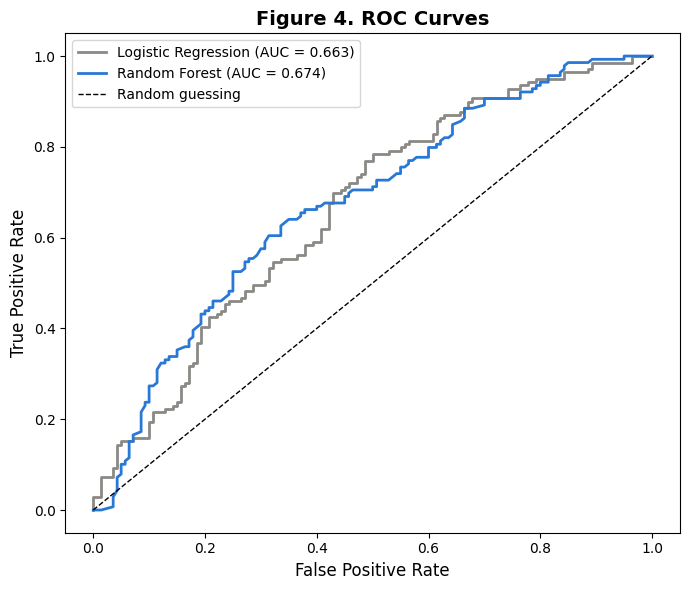 Figure 4. ROC Curves
Logistic Regression (AUC = 0.663)
Random Forest (AUC = 0.674)
Random guessing
True Positive Rate
1.0
0.8
0.6
0.4
0.2
0.0
0.0 0.2 0.4 0.6 0.8 1.0
False Positive Rate